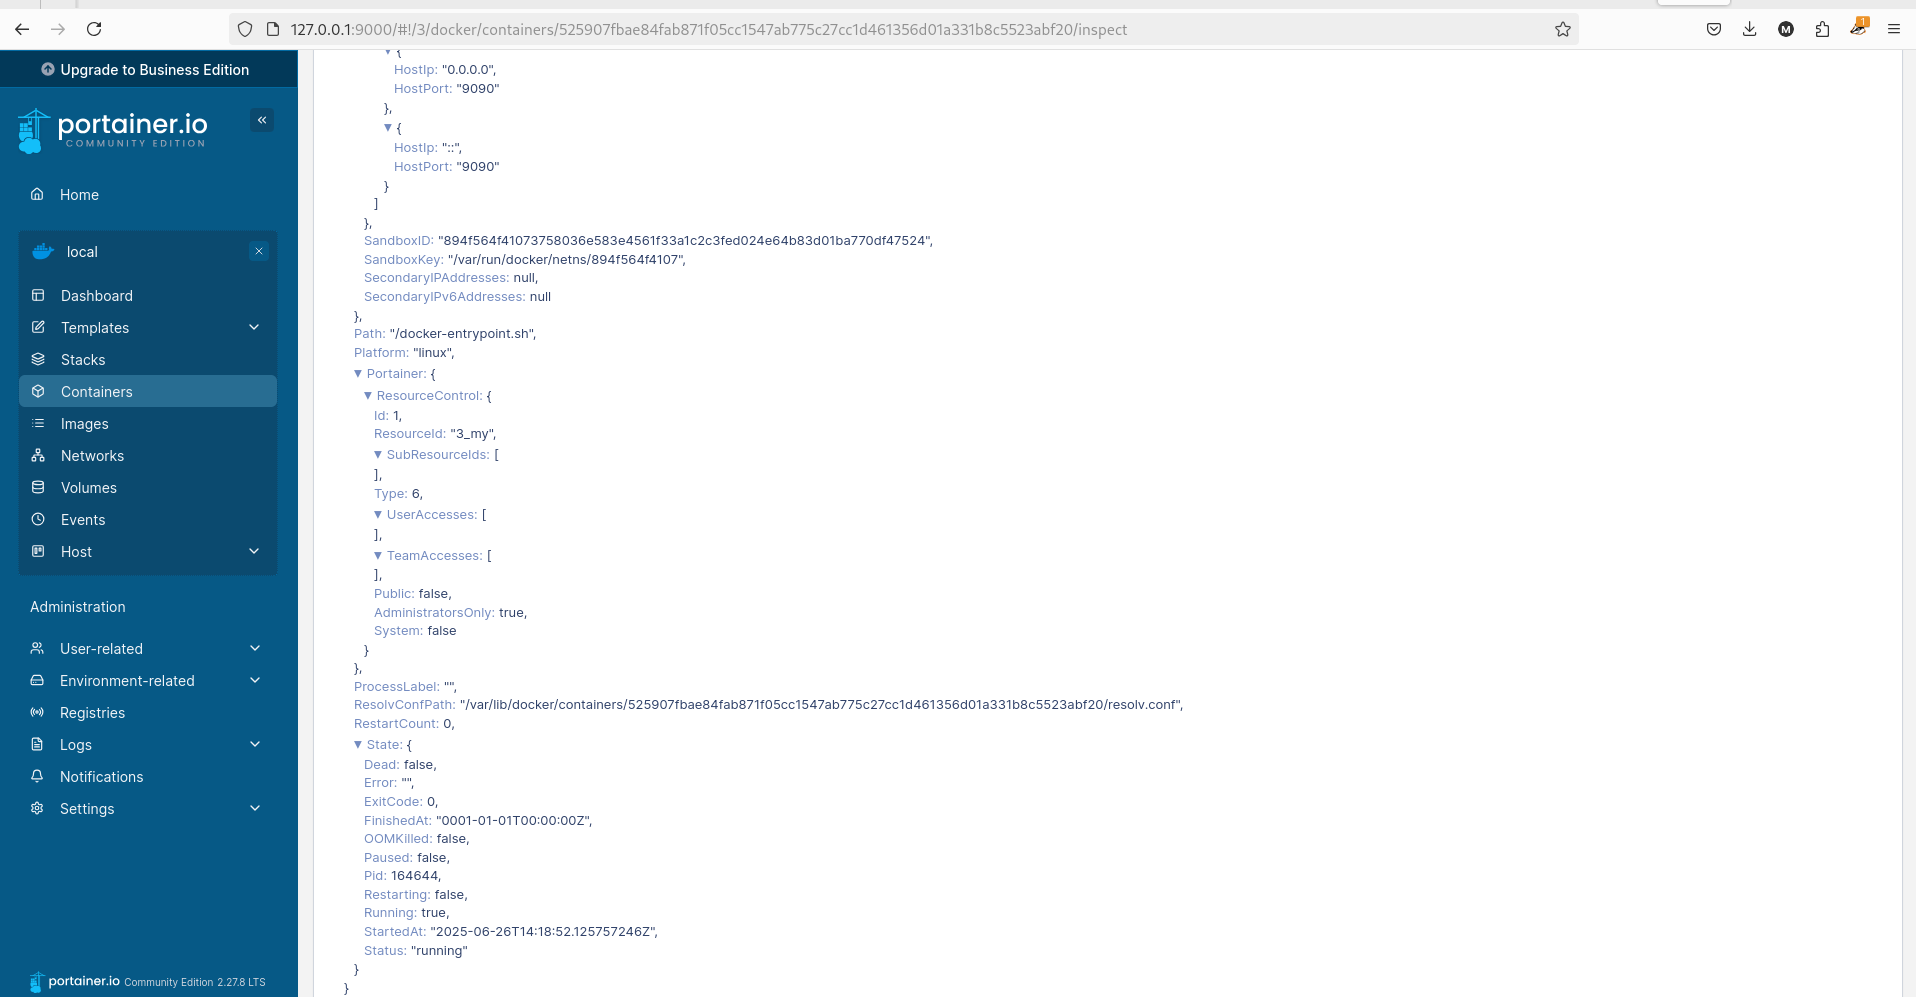 127.0.0.1:9000/#!/3/docker/containers/525907fbae84fab871f05cc1547ab775c27cc1d461356d01a331b8c5523abf20/inspect
M
1
Upgrade to Business Edition
portainer.io
COMMUNITY EDITION
Home
local
Dashboard
Templates
Stacks
Containers
Images
Networks
Volumes
Events
Host
Administration
User-related
Environment-related
Registries
Logs
Notifications
Settings
portainer.io Community Edition 2.27.8 LTS
{
HostIp: "0.0.0.0",
HostPort: "9090"
},
{
HostIp: "::",
HostPort: "9090"
}
]
},
SandboxID: "894f564f41073758036e583e4561f33a1c2c3fed024e64b83d01ba770df47524",
SandboxKey: "/var/run/docker/netns/894f564f4107",
SecondaryIPAddresses: null,
SecondaryIPv6Addresses: null
},
Path: "/docker-entrypoint.sh",
Platform: "linux",
Portainer: {
ResourceControl: {
Id: 1,
ResourceId: "3_my",
SubResourceIds: [
],
Type: 6,
UserAccesses: [
],
TeamAccesses: [
],
Public: false,
AdministratorsOnly: true,
System: false
}
},
ProcessLabel: "",
ResolvConfPath: "/var/lib/docker/containers/525907fbae84fab871f05cc1547ab775c27cc1d461356d01a331b8c5523abf20/resolv.conf",
RestartCount: 0,
State: {
Dead: false,
Error: "",
ExitCode: 0,
FinishedAt: "0001-01-01T00:00:00Z",
OOMKilled: false,
Paused: false,
Pid: 164644,
Restarting: false,
Running: true,
StartedAt: "2025-06-26T14:18:52.125757246Z",
Status: "running"
}
}